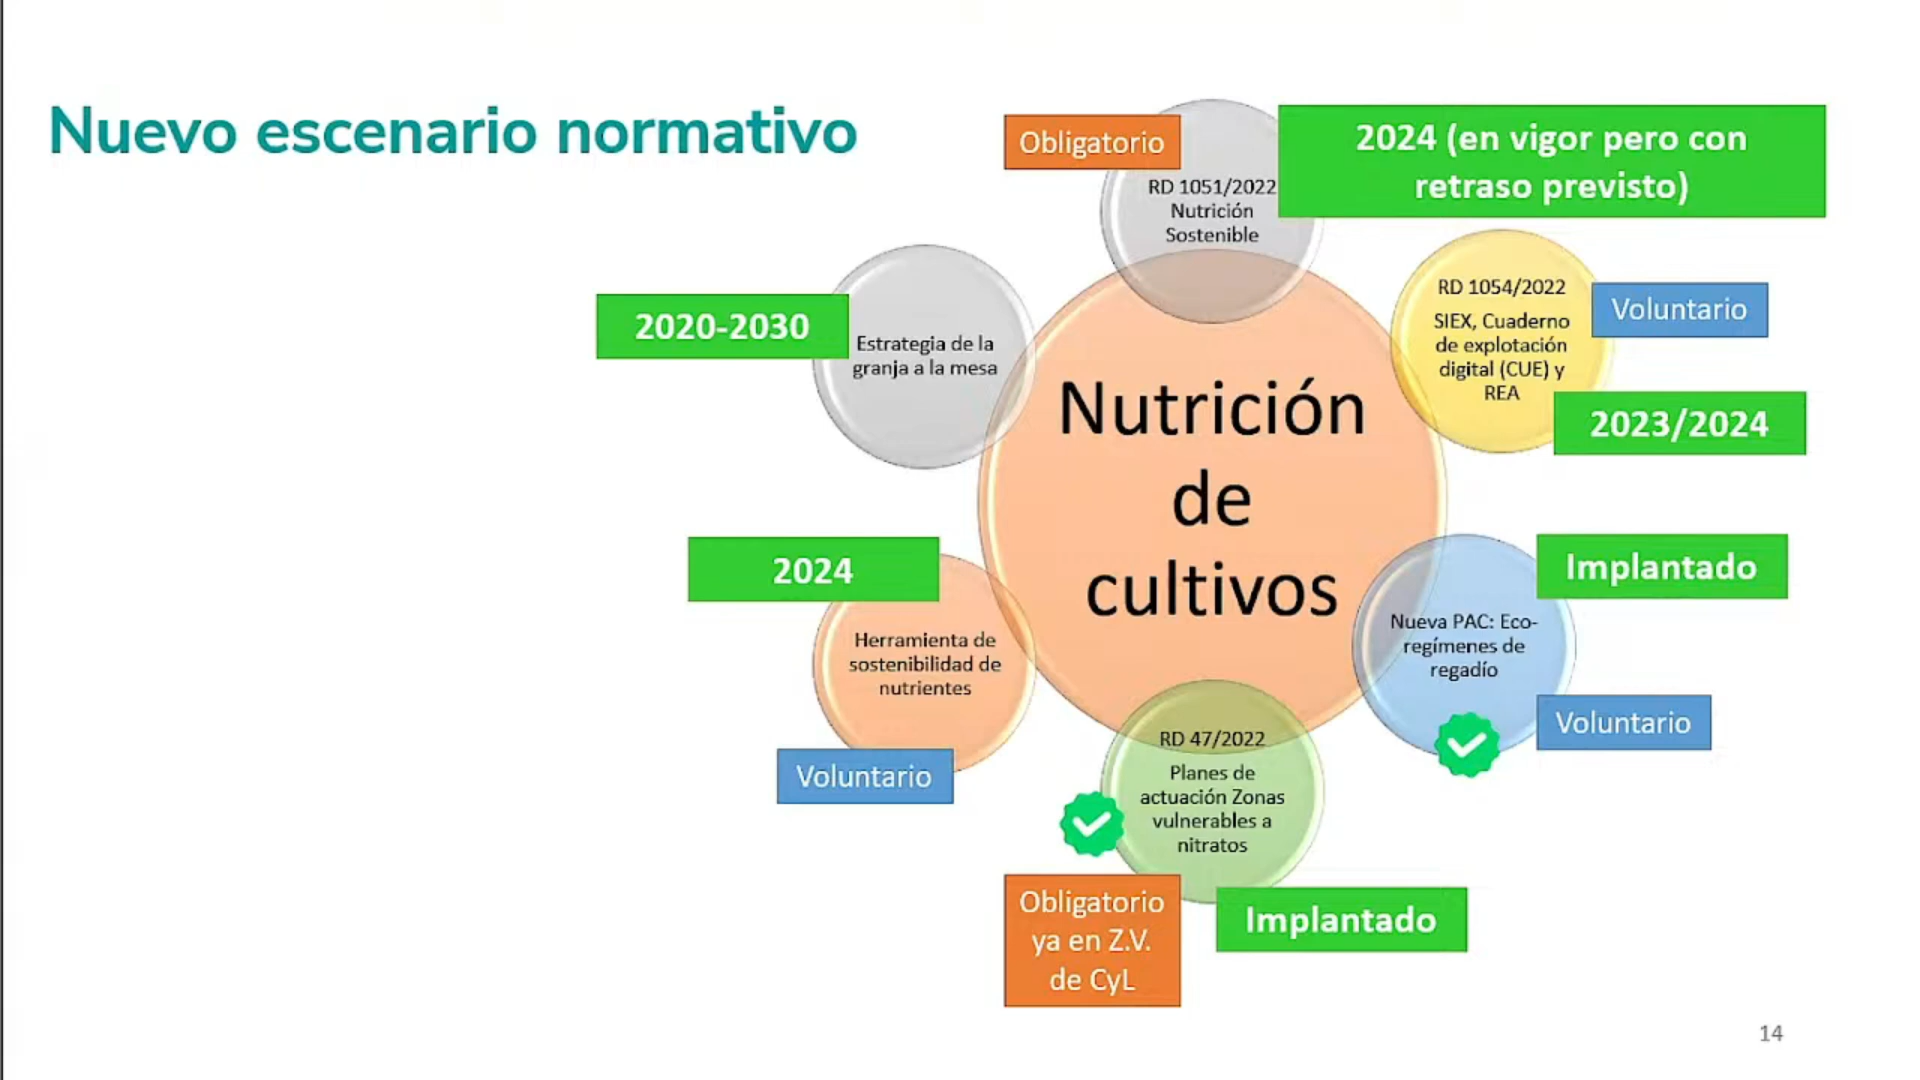 Nuevo escenario normativo
Obligatorio
2024 (en vigor pero con
retraso previsto)
RD 1051/2022
Nutrición
Sostenible
RD 1054/2022
SIEX, Cuaderno
de explotación
digital (CUE) y
REA
Voluntario
2023/2024
2020-2030
Estrategia de la
granja a la mesa
Nutrición
de
cultivos
Implantado
Nueva PAC: Eco-
regímenes de
regadío
Voluntario
2024
Herramienta de
sostenibilidad de
nutrientes
Voluntario
RD 47/2022
Planes de
actuación Zonas
vulnerables a
nitratos
Obligatorio
ya en Z.V.
de CyL
Implantado
14